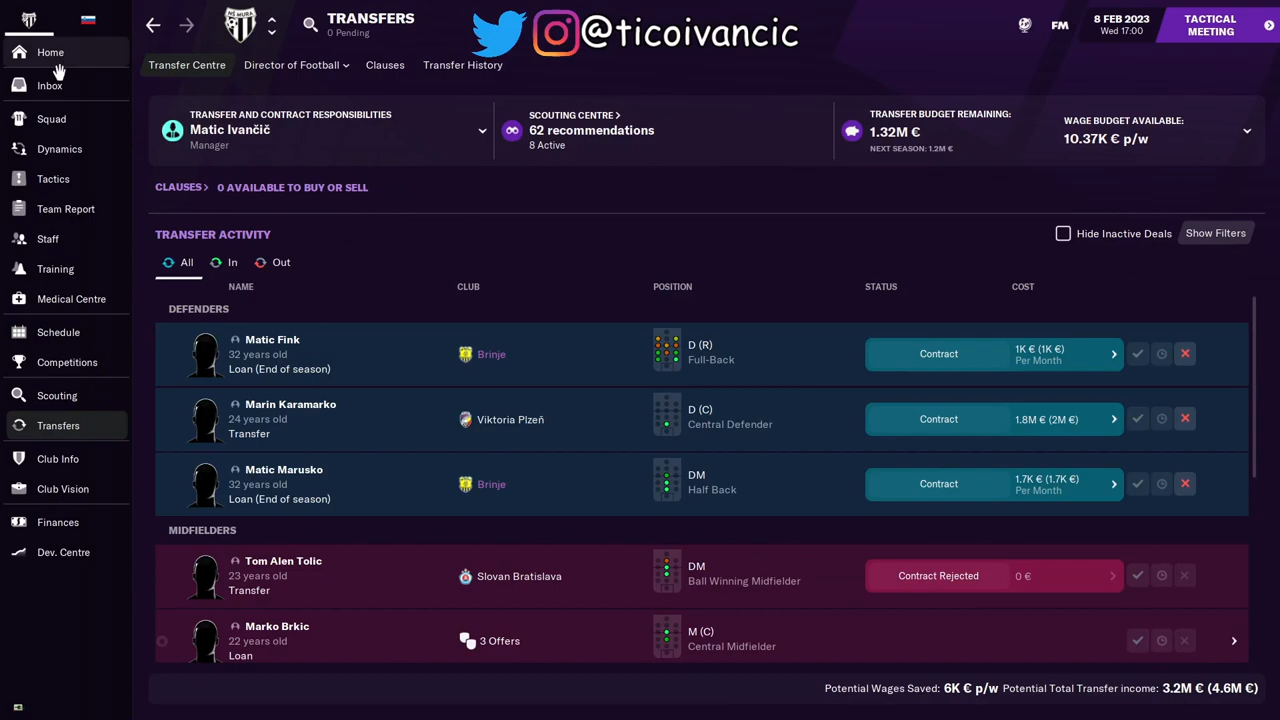 NŠ MURA
TRANSFERS
0 Pending
@ticoivancic
FM
8 FEB 2023
Wed 17:00
TACTICAL
MEETING
Home
Inbox
Squad
Dynamics
Tactics
Team Report
Staff
Training
Medical Centre
Schedule
Competitions
Scouting
Transfers
Club Info
Club Vision
Finances
Dev. Centre
Transfer Centre
Director of Football
Clauses
Transfer History
TRANSFER AND CONTRACT RESPONSIBILITIES
Matic Ivančič
Manager
SCOUTING CENTRE >
62 recommendations
8 Active
TRANSFER BUDGET REMAINING:
1.32M €
NEXT SEASON: 1.2M €
WAGE BUDGET AVAILABLE:
10.37K € p/w
CLAUSES > 0 AVAILABLE TO BUY OR SELL
TRANSFER ACTIVITY
Hide Inactive Deals
Show Filters
All
In
Out
NAME CLUB POSITION STATUS COST
DEFENDERS
Matic Fink
32 years old
Loan (End of season)
Brinje
D (R)
Full-Back
Contract
1K € (1K €)
Per Month
Marin Karamarko
24 years old
Transfer
Viktoria Plzeň
D (C)
Central Defender
Contract
1.8M € (2M €)
Matic Marusko
32 years old
Loan (End of season)
Brinje
DM
Half Back
Contract
1.7K € (1.7K €)
Per Month
MIDFIELDERS
Tom Alen Tolic
23 years old
Transfer
Slovan Bratislava
DM
Ball Winning Midfielder
Contract Rejected
0 €
Marko Brkic
22 years old
Loan
3 Offers
M (C)
Central Midfielder
Potential Wages Saved: 6K € p/w Potential Total Transfer income: 3.2M € (4.6M €)